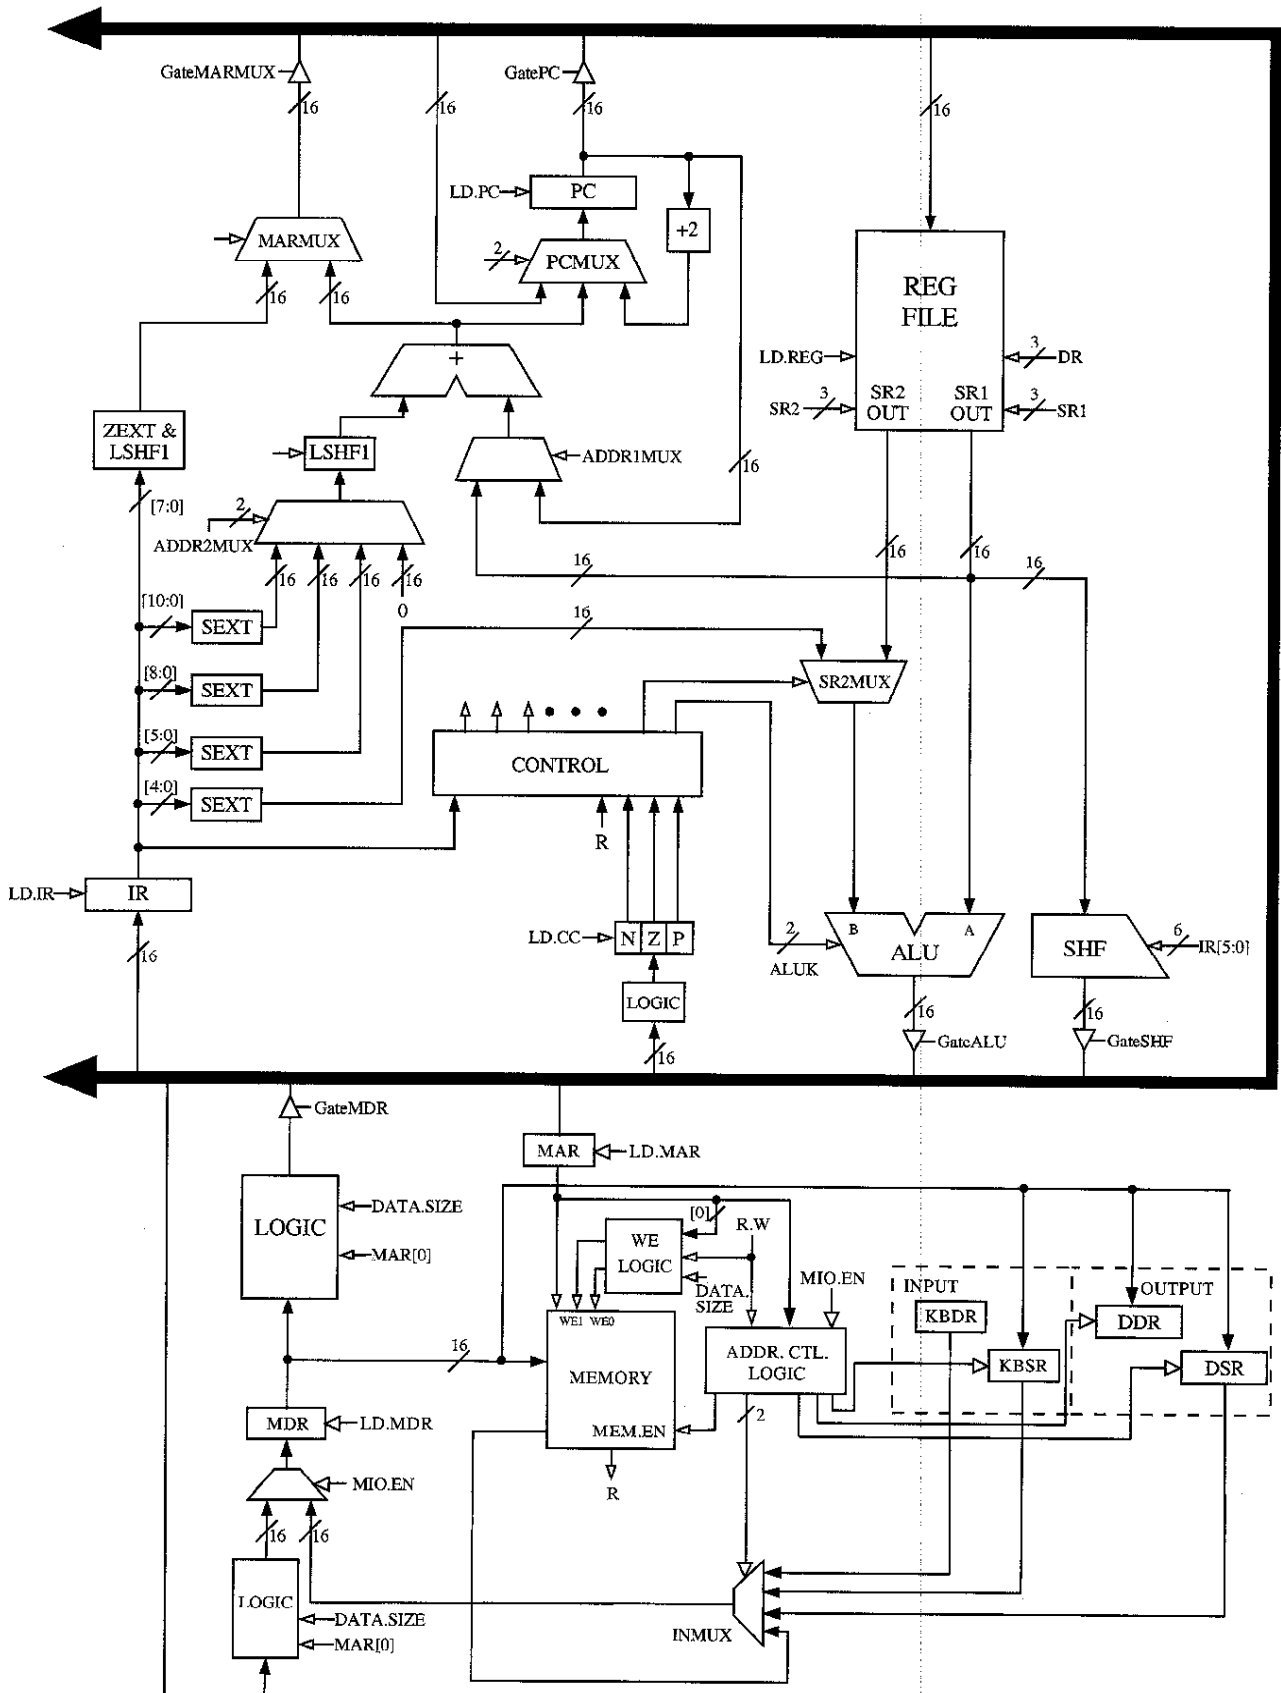 GateMARMUX
GatePC
16
16
16
16
LD.PC
PC
+2
MARMUX
2
PCMUX
16
16
REG
FILE
+
LD.REG
3
DR
SR2
3
SR2
OUT
SR1
OUT
3
SR1
ZEXT &
LSHF1
LSHF1
ADDR1MUX
16
[7:0]
2
ADDR2MUX
16
16
16
16
16
16
16
16
0
[10:0]
SEXT
16
[8:0]
SEXT
SR2MUX
[5:0]
SEXT
CONTROL
[4:0]
SEXT
R
LD.IR
IR
LD.CC
N Z P
2
ALUK
B
A
ALU
SHF
6
IR[5:0]
16
LOGIC
16
16
16
GateALU
GateSHF
GateMDR
MAR
LD.MAR
LOGIC
DATA.SIZE
MAR[0]
[0]
R.W
WE
LOGIC
DATA.
SIZE
MIO.EN
INPUT
OUTPUT
KBDR
DDR
WE1 WE0
ADDR. CTL.
LOGIC
KBSR
DSR
16
MEMORY
MEM.EN
2
MDR
LD.MDR
MIO.EN
R
16
16
LOGIC
DATA.SIZE
MAR[0]
INMUX